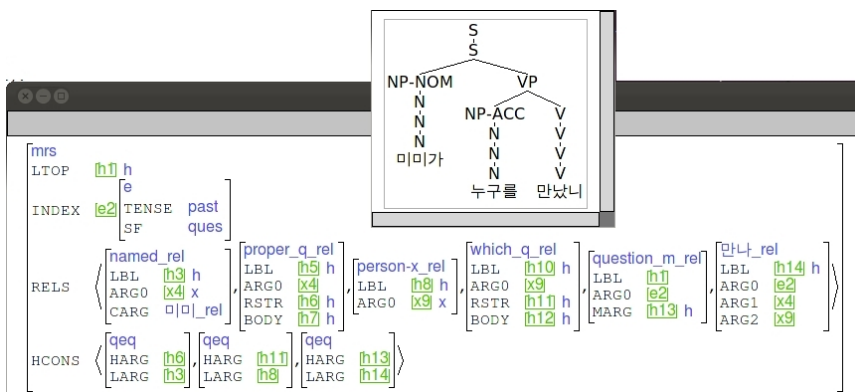 S
S
NP-NOM VP
N NP-ACC V
N N V
N N V
미미가 N V
누구를 만났니
mrs
LTOP h1 h
e
INDEX e2 TENSE past
SF ques
named_rel proper_q_rel person-x_rel which_q_rel question_m_rel 만나_rel
LBL h3 h LBL h5 h LBL h8 h LBL h10 h LBL h1 LBL h14 h
RELS ARG0 x4 x ARG0 x4 ARG0 x9 x ARG0 x9 ARG0 e2 ARG0 e2
CARG 미미_rel RSTR h6 h RSTR h11 h MARG h13 h ARG1 x4
BODY h7 h BODY h12 h ARG2 x9
qeq qeq qeq
HCONS HARG h6 , HARG h11 , HARG h13
LARG h3 LARG h8 LARG h14